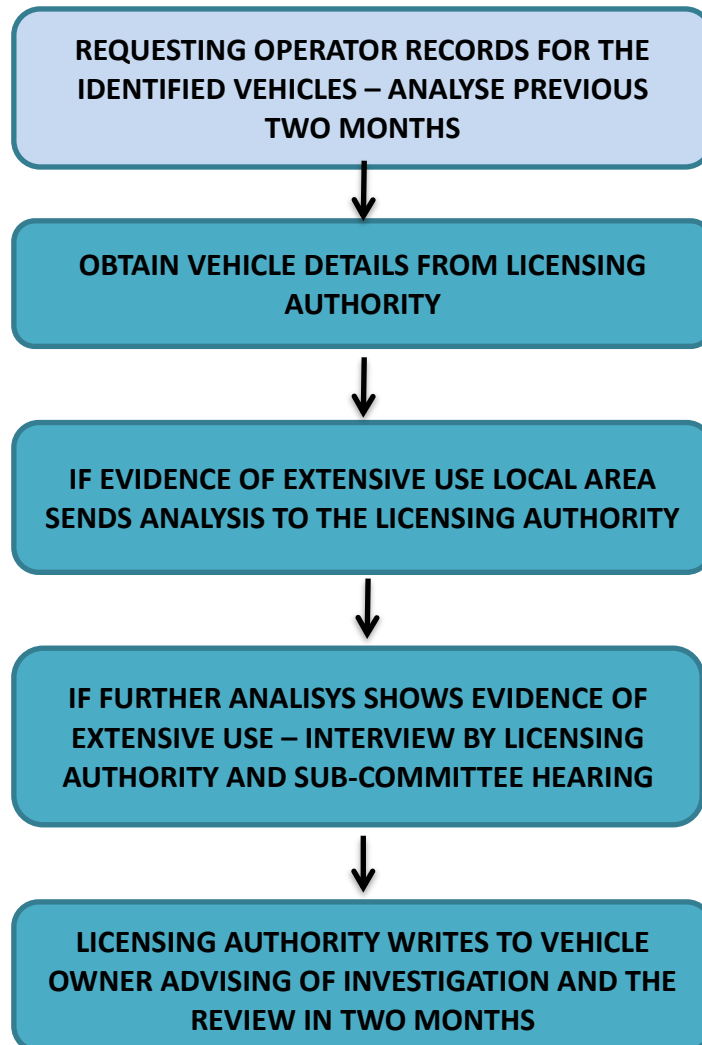 REQUESTING OPERATOR RECORDS FOR THE
IDENTIFIED VEHICLES – ANALYSE PREVIOUS
TWO MONTHS
OBTAIN VEHICLE DETAILS FROM LICENSING
AUTHORITY
IF EVIDENCE OF EXTENSIVE USE LOCAL AREA
SENDS ANALYSIS TO THE LICENSING AUTHORITY
IF FURTHER ANALISYS SHOWS EVIDENCE OF
EXTENSIVE USE – INTERVIEW BY LICENSING
AUTHORITY AND SUB-COMMITTEE HEARING
LICENSING AUTHORITY WRITES TO VEHICLE
OWNER ADVISING OF INVESTIGATION AND THE
REVIEW IN TWO MONTHS